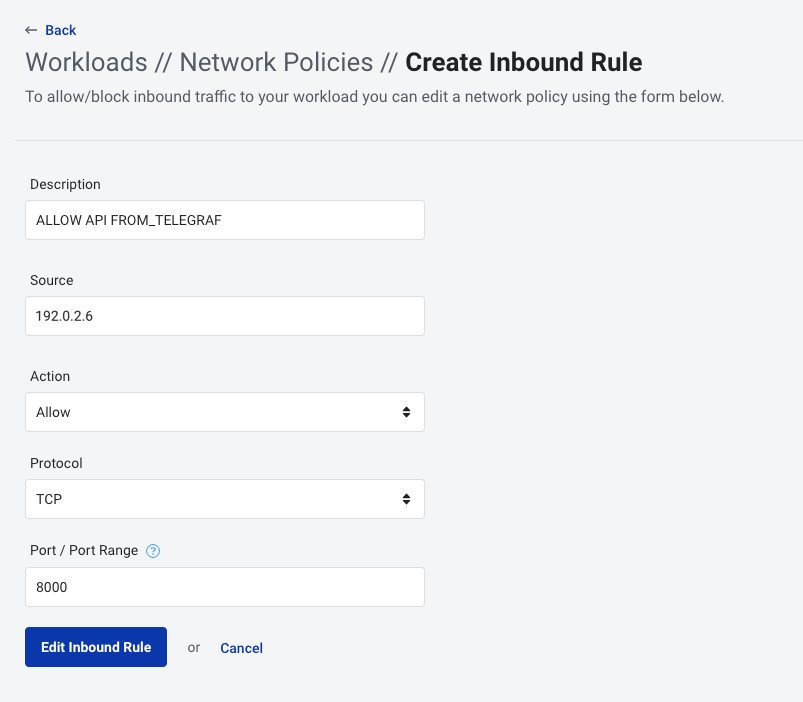 ← Back
Workloads // Network Policies // Create Inbound Rule
To allow/block inbound traffic to your workload you can edit a network policy using the form below.
Description
ALLOW API FROM_TELEGRAF
Source
192.0.2.6
Action
Allow
Protocol
TCP
Port / Port Range ?
8000
Edit Inbound Rule or Cancel